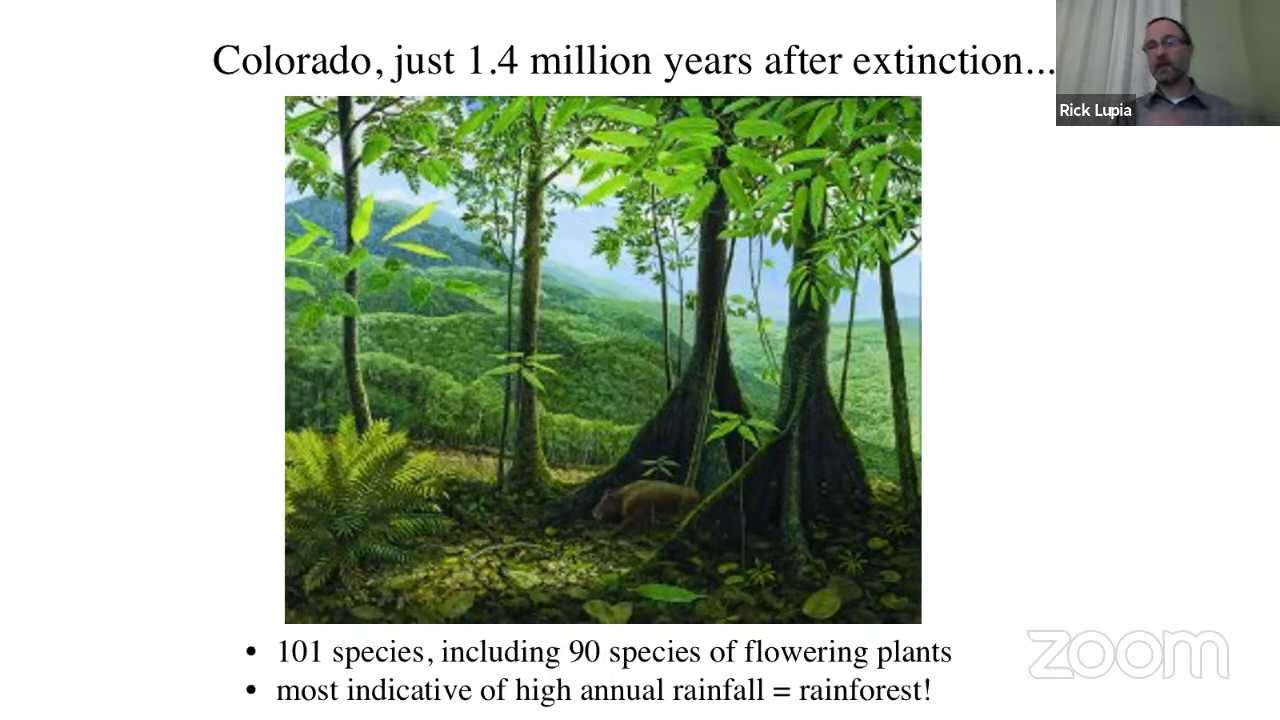 Colorado, just 1.4 million years after extinction...
Rick Lupia
• 101 species, including 90 species of flowering plants
• most indicative of high annual rainfall = rainforest!
zoom